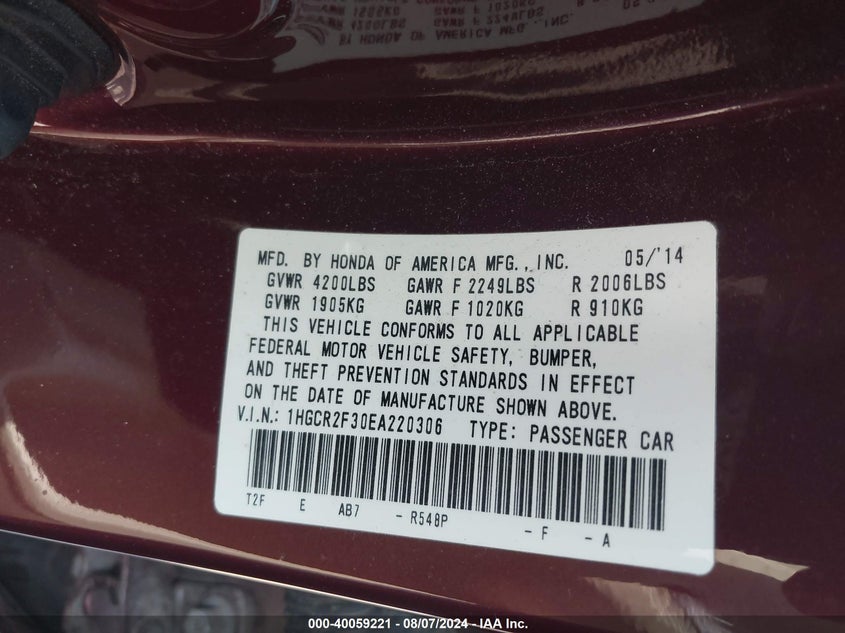 MFD. BY HONDA OF AMERICA MFG., INC. 05/'14
GVWR 4200LBS GAWR F 2249LBS R 2006LBS
GVWR 1905KG GAWR F 1020KG R 910KG
THIS VEHICLE CONFORMS TO ALL APPLICABLE
FEDERAL MOTOR VEHICLE SAFETY, BUMPER,
AND THEFT PREVENTION STANDARDS IN EFFECT
ON THE DATE OF MANUFACTURE SHOWN ABOVE.
V.I.N.: 1HGCR2F30EA220306 TYPE: PASSENGER CAR
T2F E AB7 - R548P - F - A
000-40059221 - 08/07/2024 - IAA Inc.